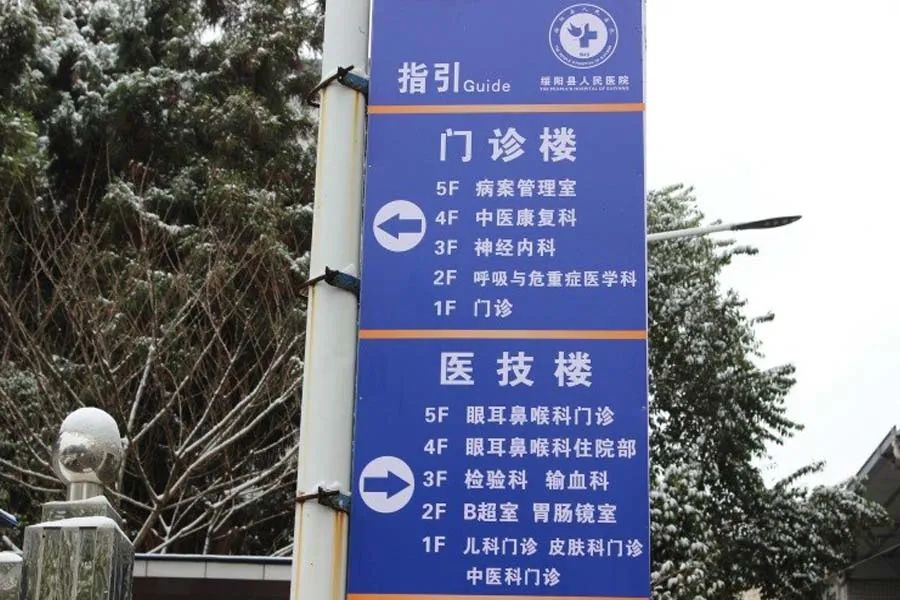 指引Guide
绥阳县人民医院
THE PEOPLE'S HOSPITAL OF SUIYANG
门诊楼
5F 病案管理室
4F 中医康复科
3F 神经内科
2F 呼吸与危重症医学科
1F 门诊
医技楼
5F 眼耳鼻喉科门诊
4F 眼耳鼻喉科住院部
3F 检验科 输血科
2F B超室 胃肠镜室
1F 儿科门诊 皮肤科门诊
中医科门诊